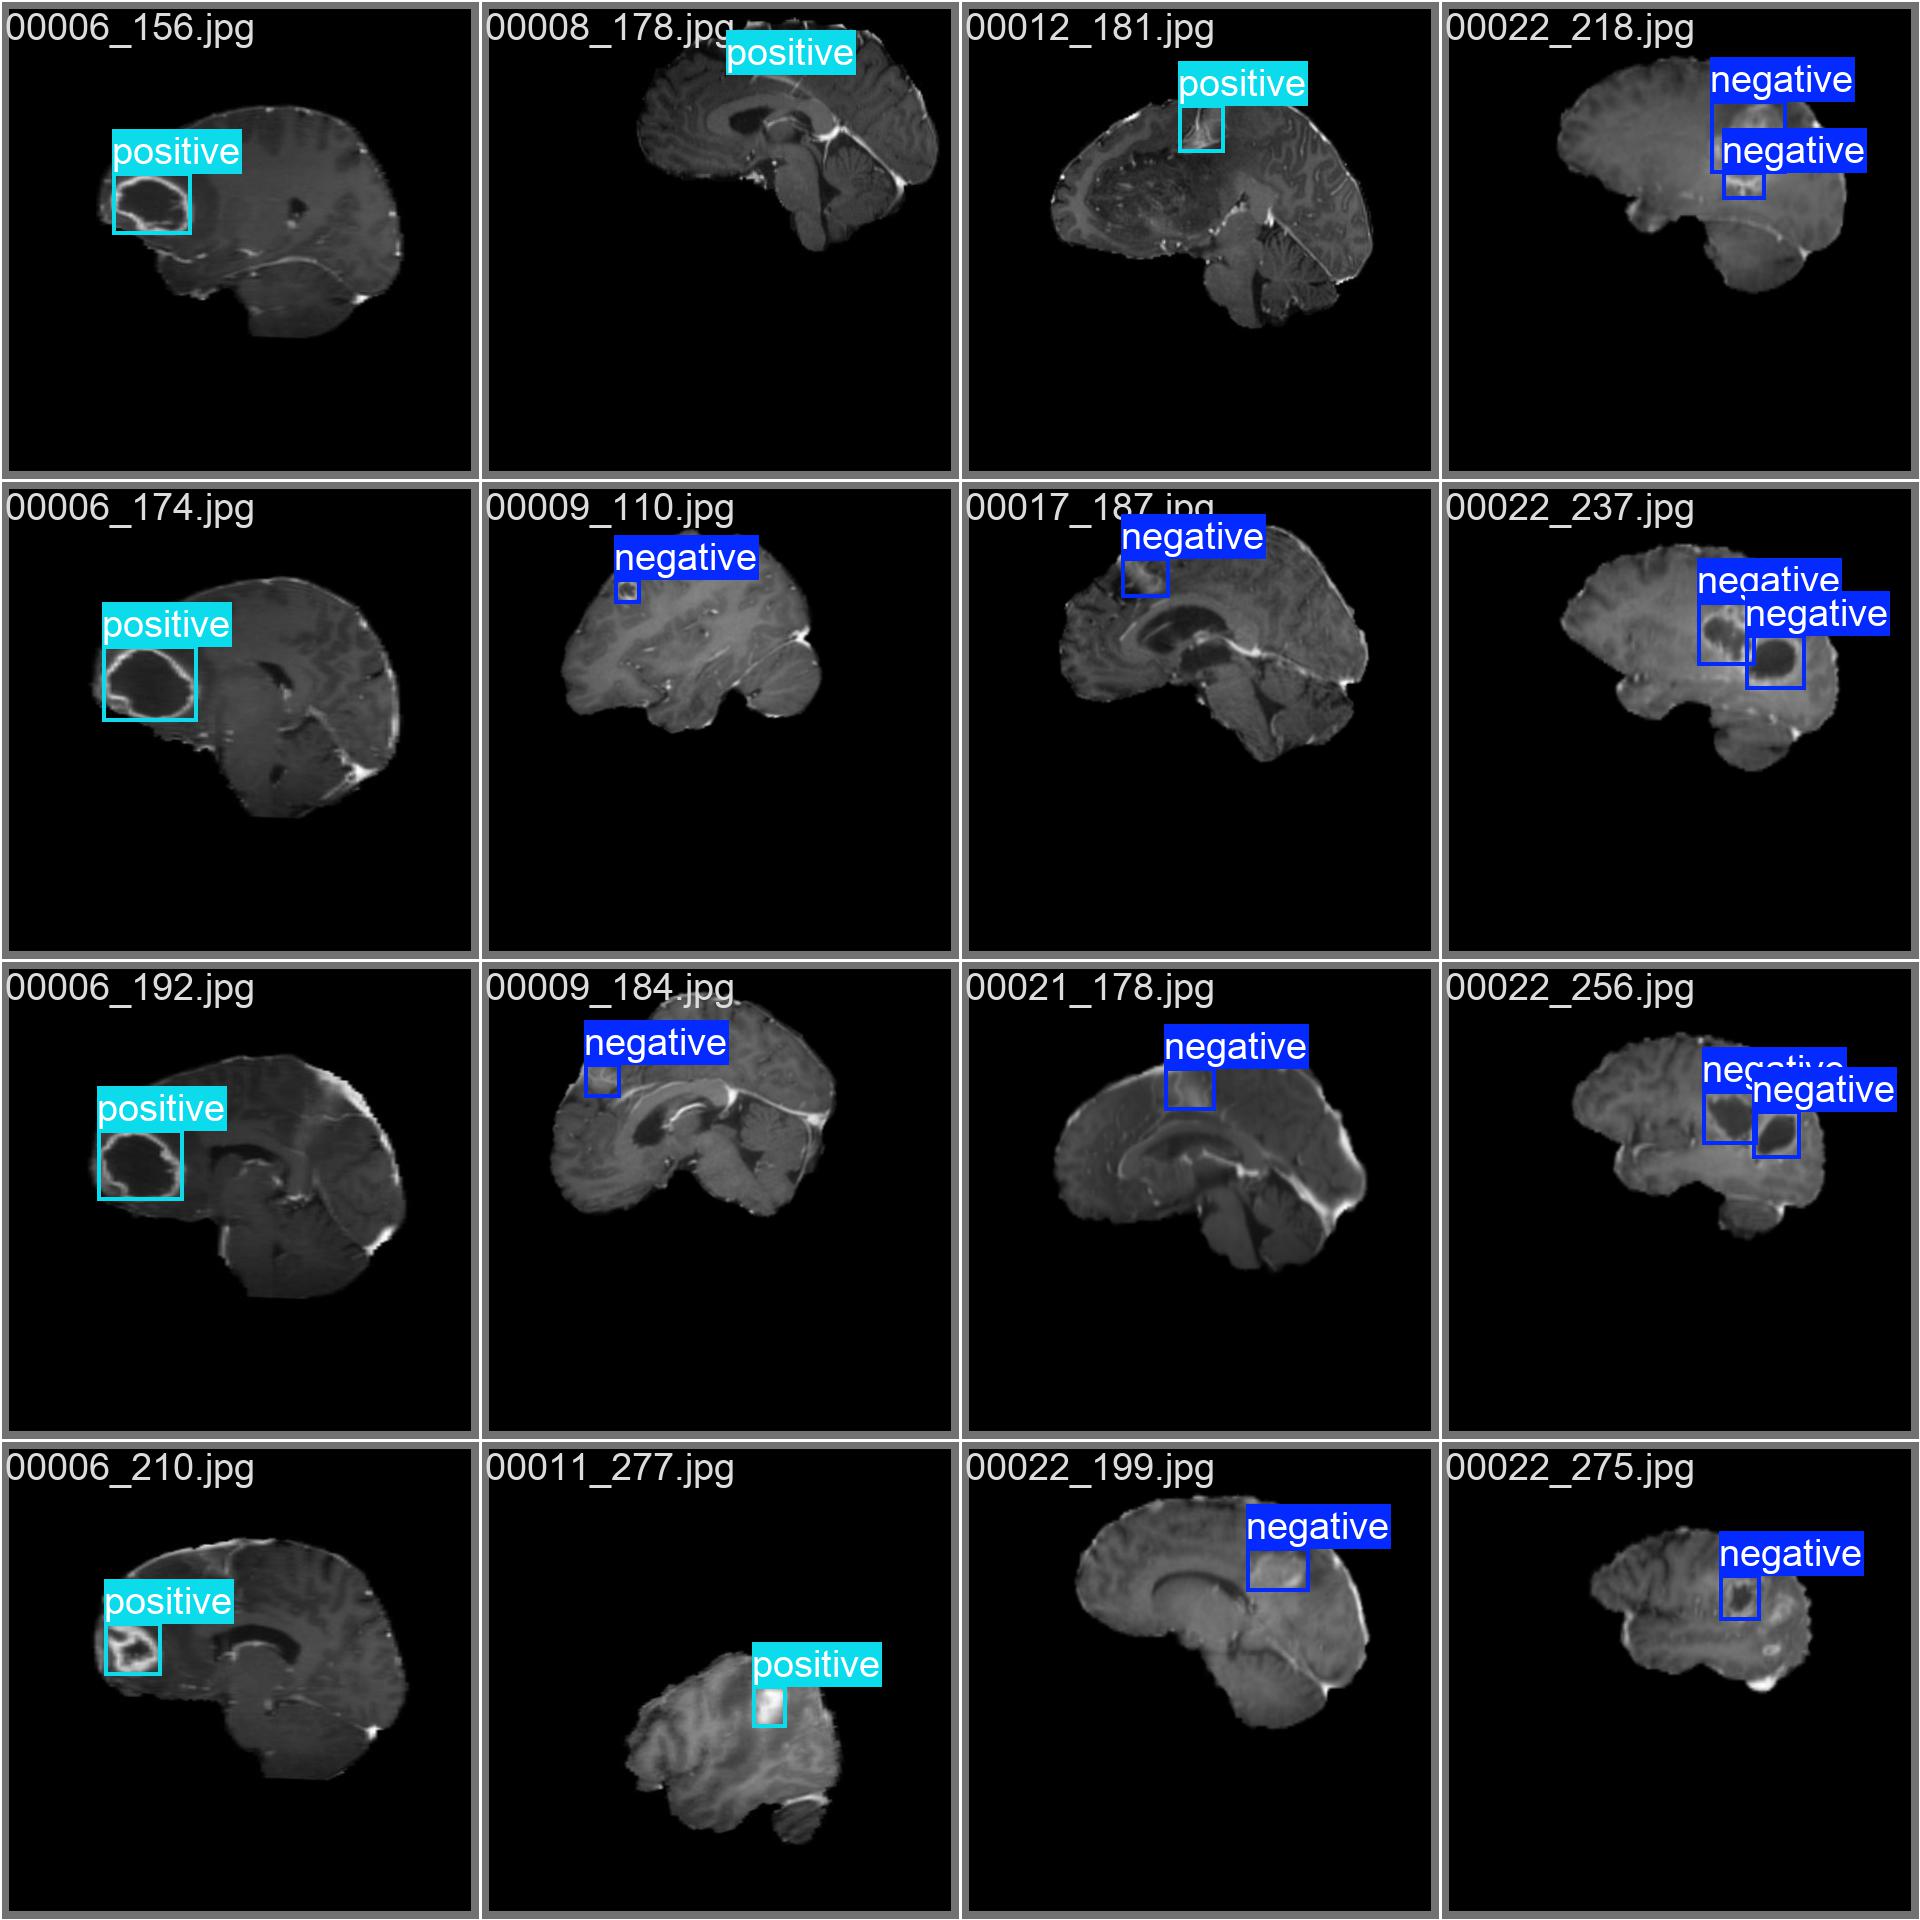 00006_156.jpg
positive
00008_178.jpg
positive
00012_181.jpg
positive
00022_218.jpg
negative
negative
00006_174.jpg
positive
00009_110.jpg
negative
00017_187.jpg
negative
00022_237.jpg
negative
negative
00006_192.jpg
positive
00009_184.jpg
negative
00021_178.jpg
negative
00022_256.jpg
negative
negative
00006_210.jpg
positive
00011_277.jpg
positive
00022_199.jpg
negative
00022_275.jpg
negative